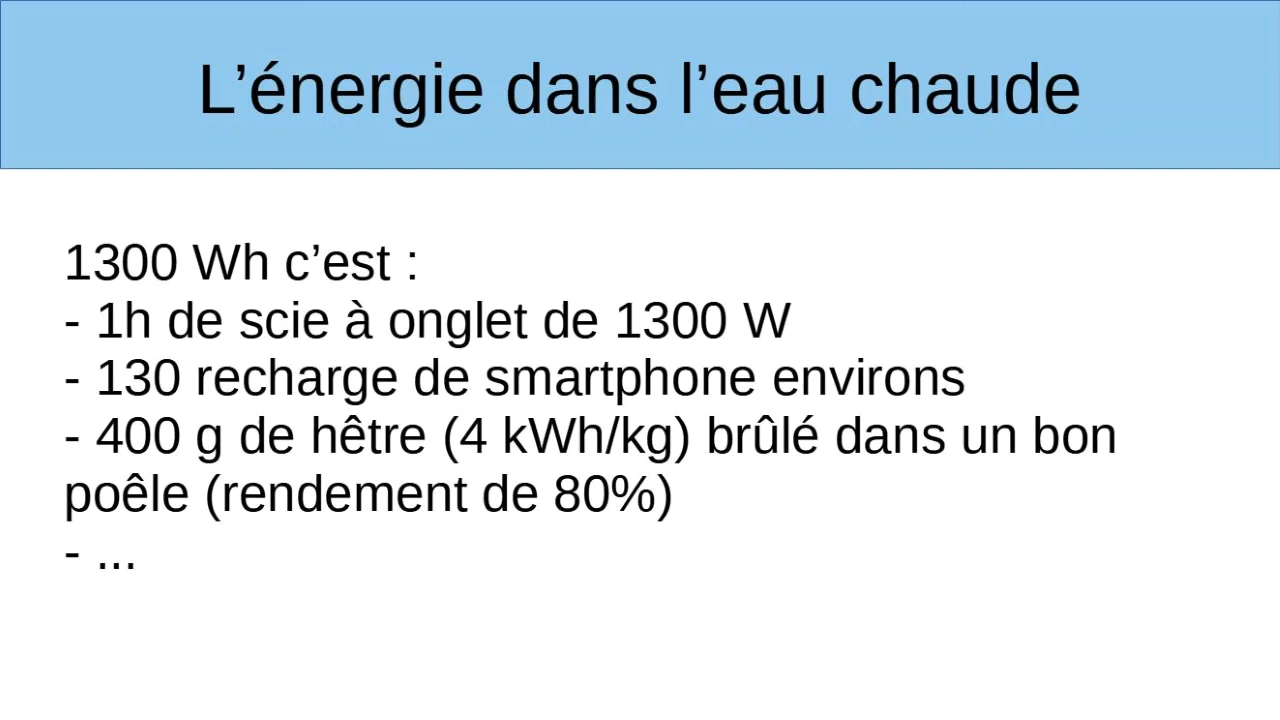 L’énergie dans l’eau chaude
1300 Wh c’est :
- 1h de scie à onglet de 1300 W
- 130 recharge de smartphone environs
- 400 g de hêtre (4 kWh/kg) brûlé dans un bon
poêle (rendement de 80%)
- ...